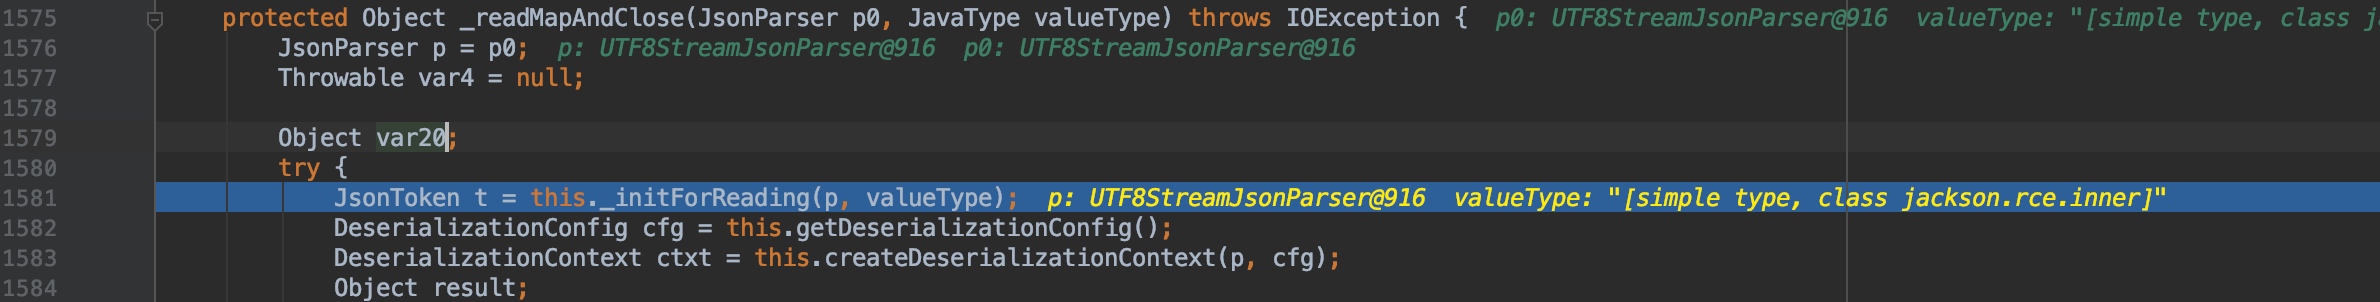 1575 protected Object _readMapAndClose(JsonParser p0, JavaType valueType) throws IOException { p0: UTF8StreamJsonParser@916 valueType: "[simple type, class j
1576 JsonParser p = p0; p: UTF8StreamJsonParser@916 p0: UTF8StreamJsonParser@916
1577 Throwable var4 = null;
1578
1579 Object var20;
1580 try {
1581 JsonToken t = this._initForReading(p, valueType); p: UTF8StreamJsonParser@916 valueType: "[simple type, class jackson.rce.inner]"
1582 DeserializationConfig cfg = this.getDeserializationConfig();
1583 DeserializationContext ctxt = this.createDeserializationContext(p, cfg);
1584 Object result;